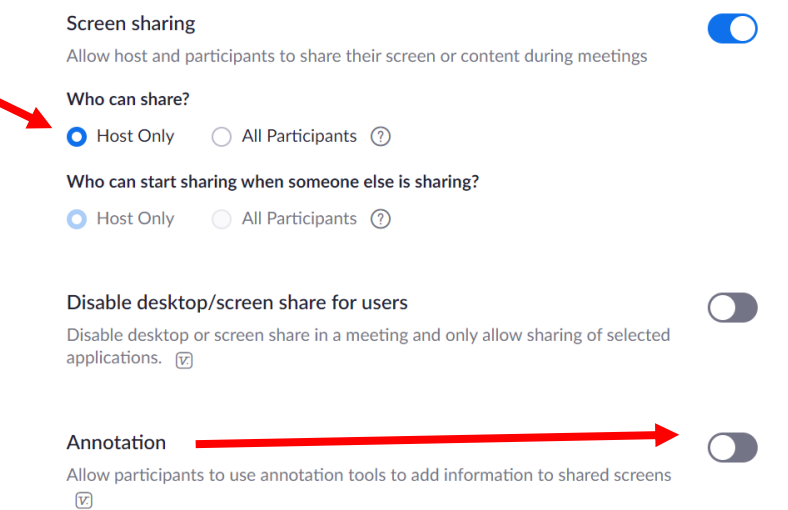 Screen sharing
Allow host and participants to share their screen or content during meetings
Who can share?
Host Only All Participants ?
Who can start sharing when someone else is sharing?
Host Only All Participants ?
Disable desktop/screen share for users
Disable desktop or screen share in a meeting and only allow sharing of selected
applications. V.
Annotation
Allow participants to use annotation tools to add information to shared screens
V.